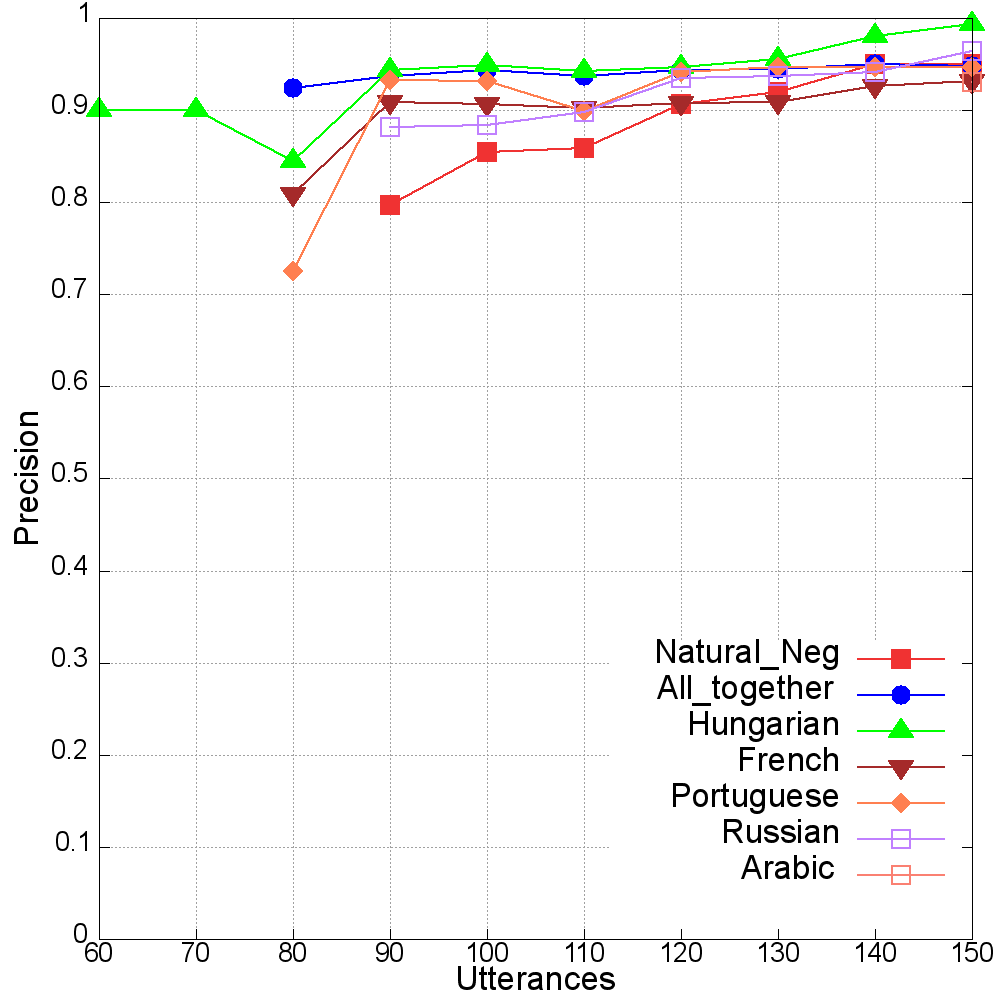 1
0.9
0.8
0.7
0.6
0.5
0.4
0.3
0.2
0.1
0
Precision
60 70 80 90 100 110 120 130 140 150
Utterances
Natural_Neg
All_together
Hungarian
French
Portuguese
Russian
Arabic